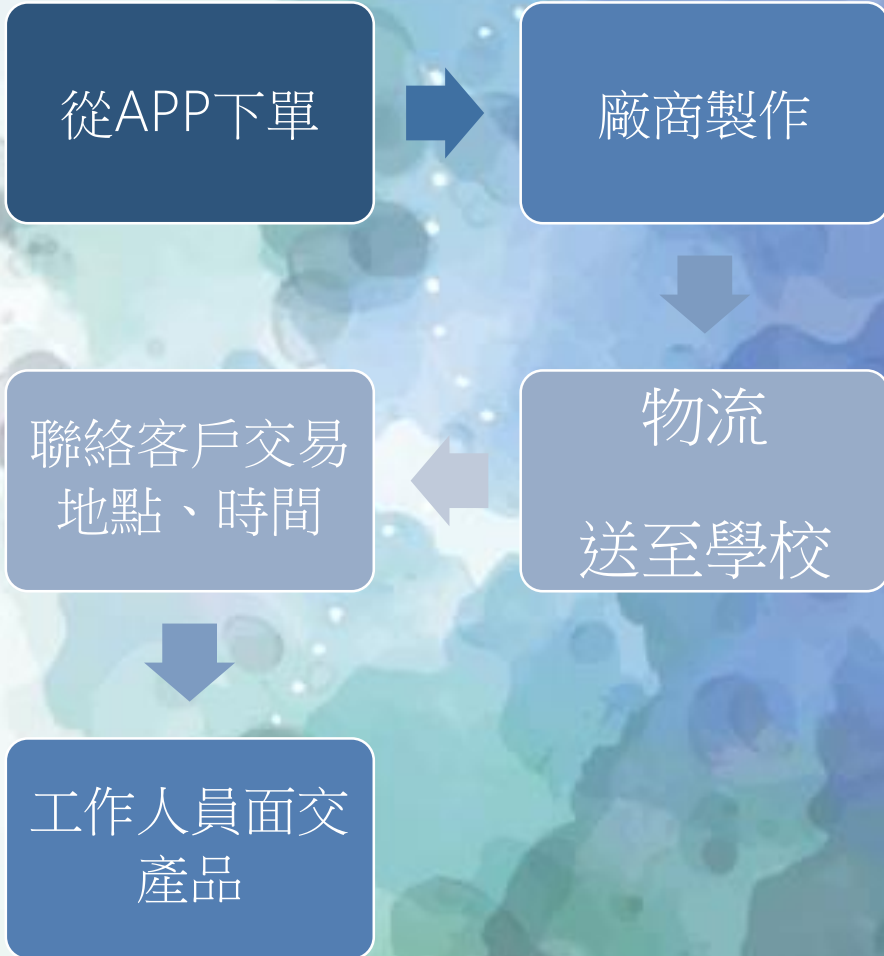 從APP下單
廠商製作
物流
送至學校
聯絡客戶交易
地點、時間
工作人員面交
產品